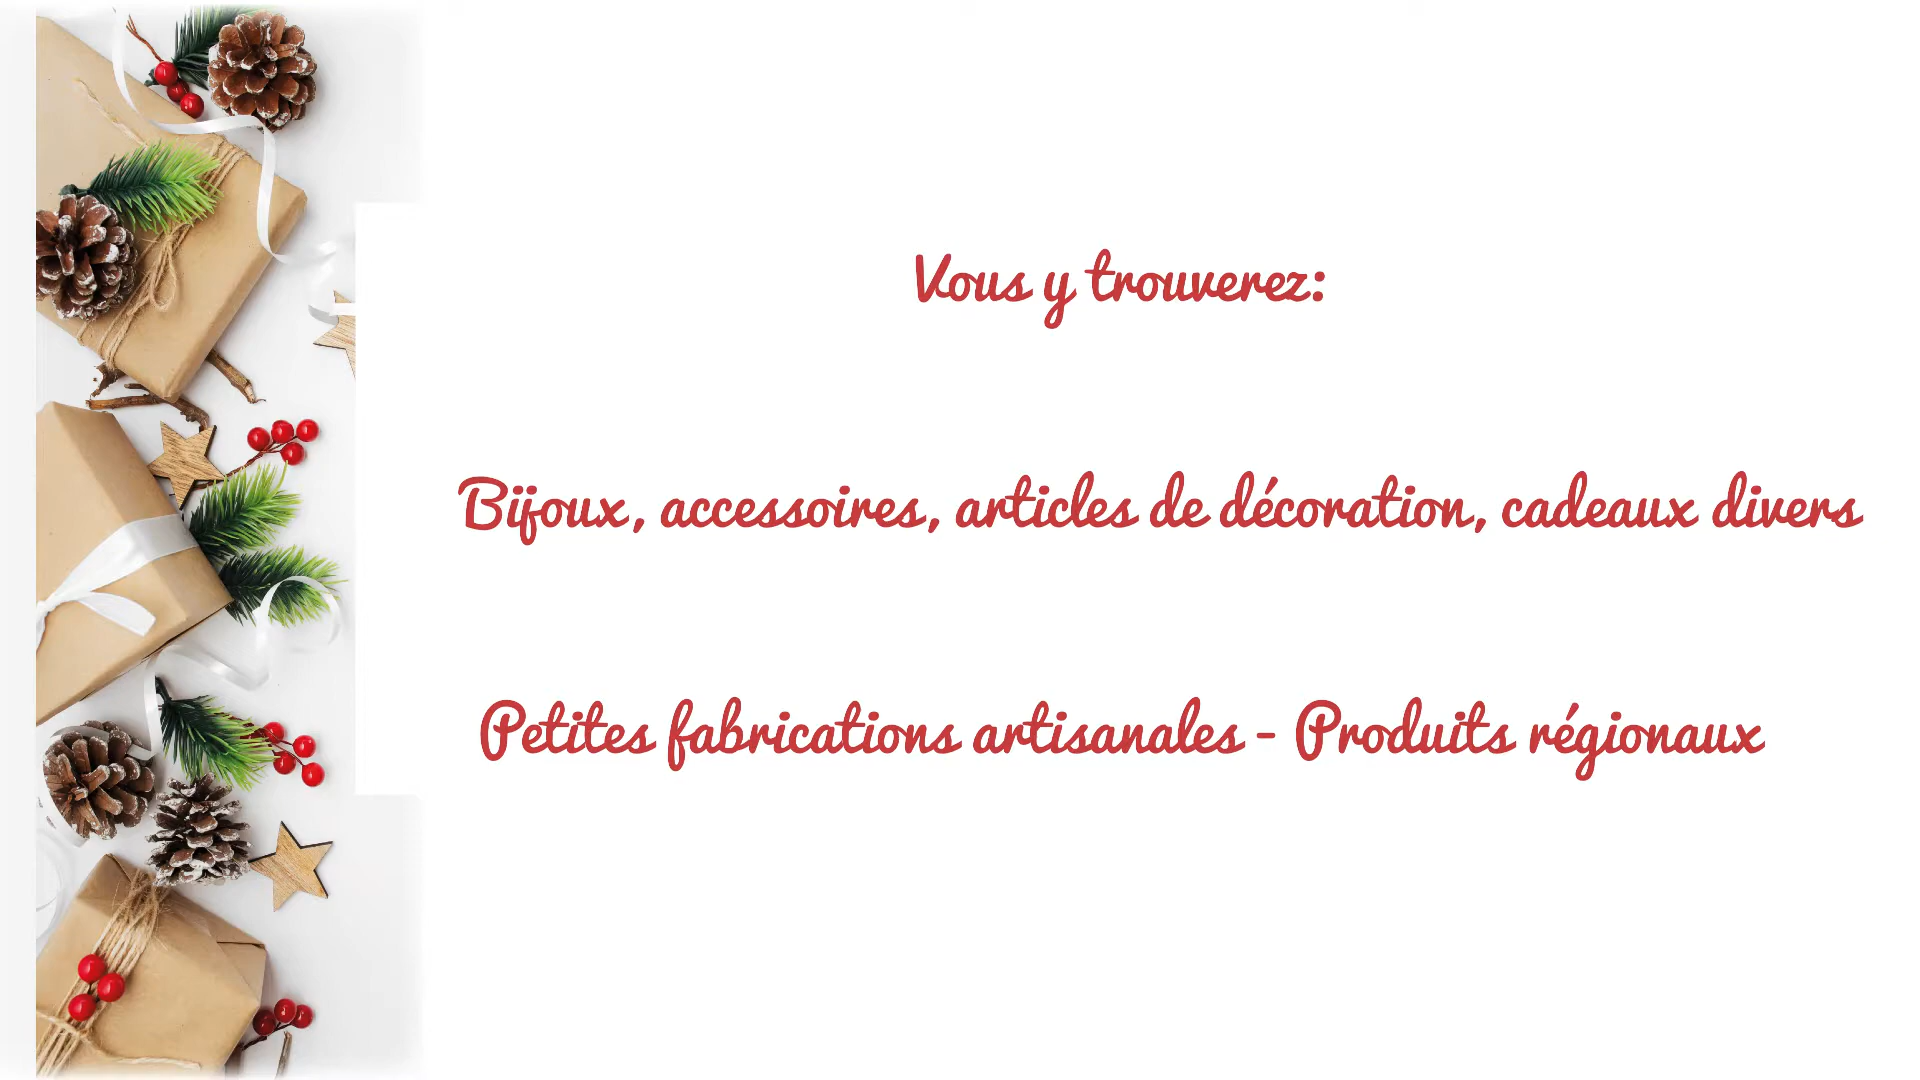 Vous y trouverez:
Bijoux, accessoires, articles de décoration, cadeaux divers
Petites fabrications artisanales - Produits régionaux